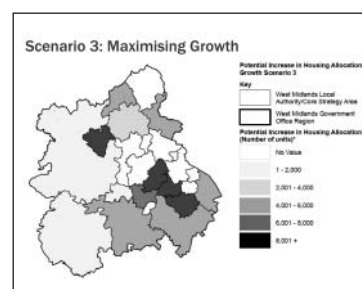 Scenario 3: Maximising Growth
Potential Increase in Housing Allocation
Growth Scenario 3
Key
West Midlands Local
Authority/Core Strategy Area
West Midlands Government
Office Region
Potential Increase in Housing Allocation
(Number of units)*
No Value
1 - 2,000
2,001 - 4,000
4,001 - 6,000
6,001 - 8,000
8,001 +